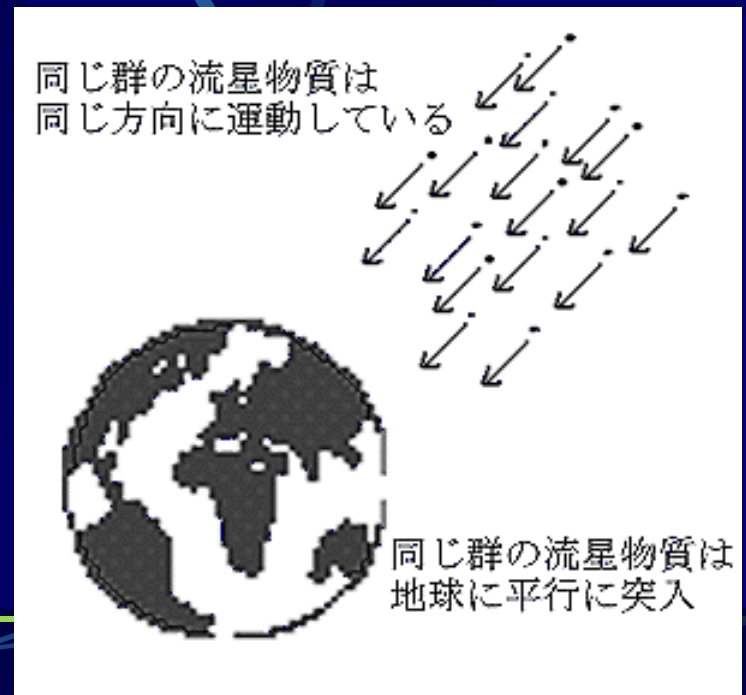 同じ群の流星物質は
同じ方向に運動している
同じ群の流星物質は
地球に平行に突入